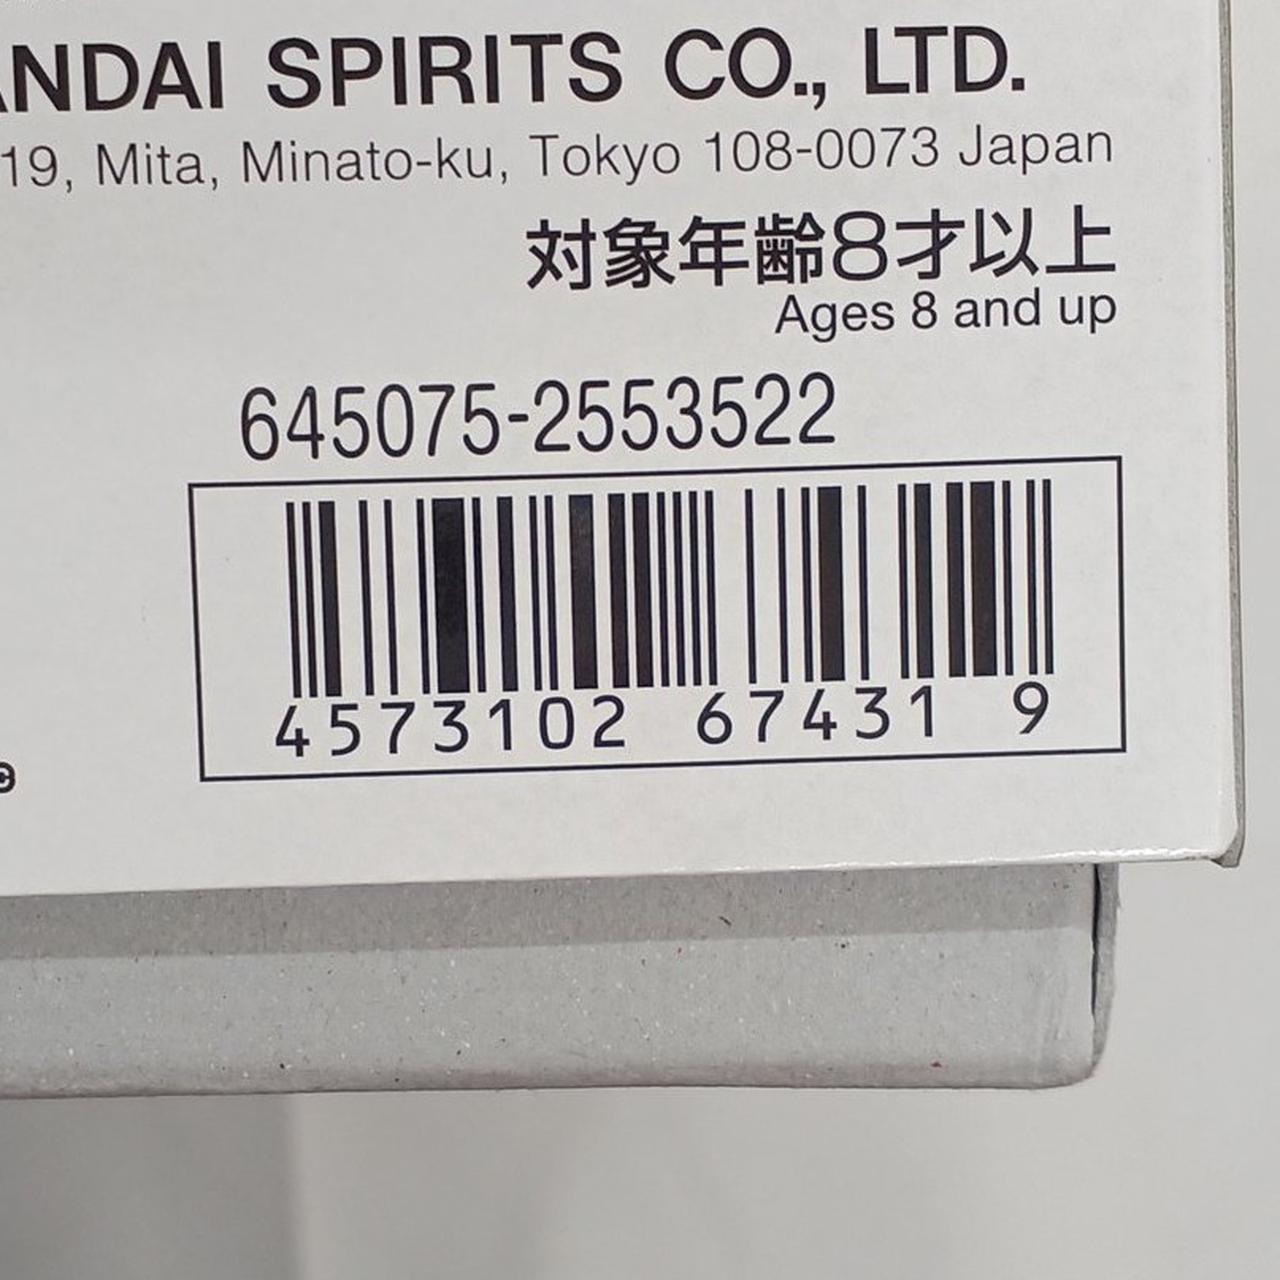 ANDAI SPIRITS CO., LTD.
19, Mita, Minato-ku, Tokyo 108-0073 Japan
対象年齢8才以上
Ages 8 and up
645075-2553522
4573102 67431 9
©